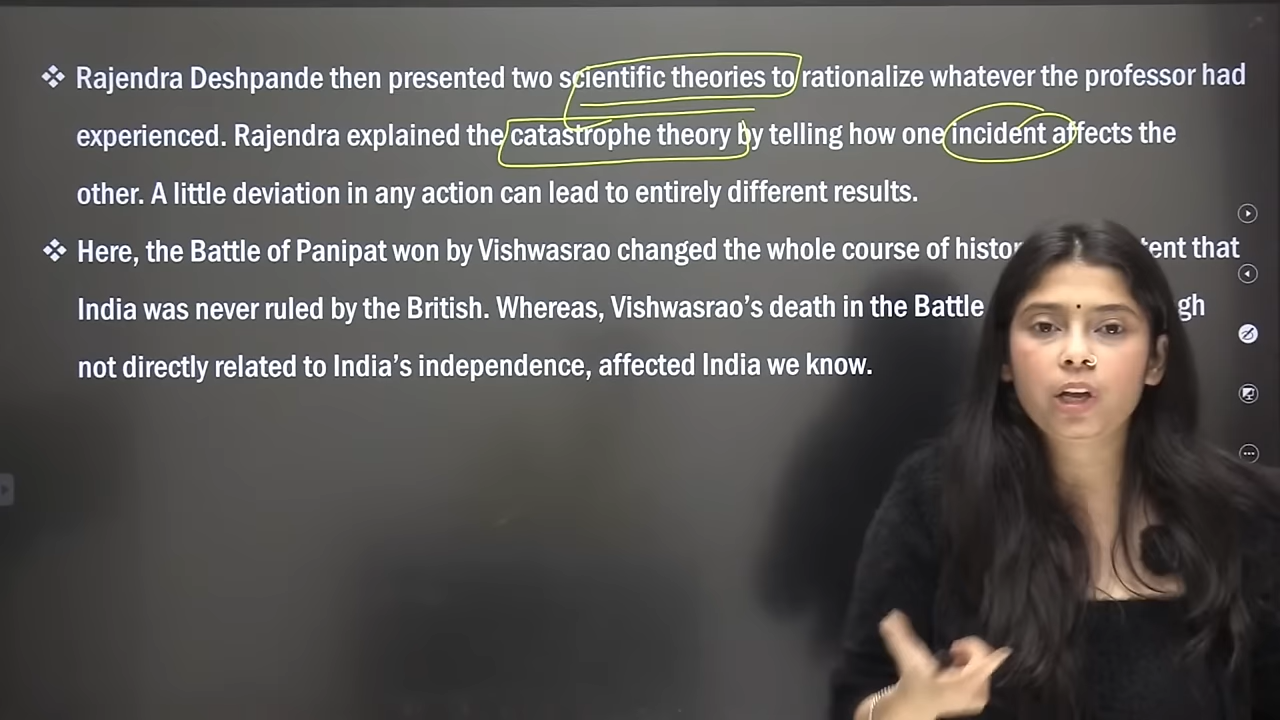 ❖ Rajendra Deshpande then presented two scientific theories to rationalize whatever the professor had
experienced. Rajendra explained the catastrophe theory by telling how one incident affects the
other. A little deviation in any action can lead to entirely different results.
❖ Here, the Battle of Panipat won by Vishwasrao changed the whole course of that
India was never ruled by the British. Whereas, Vishwasrao's death in the Battle
not directly related to India's independence, affected India we know.